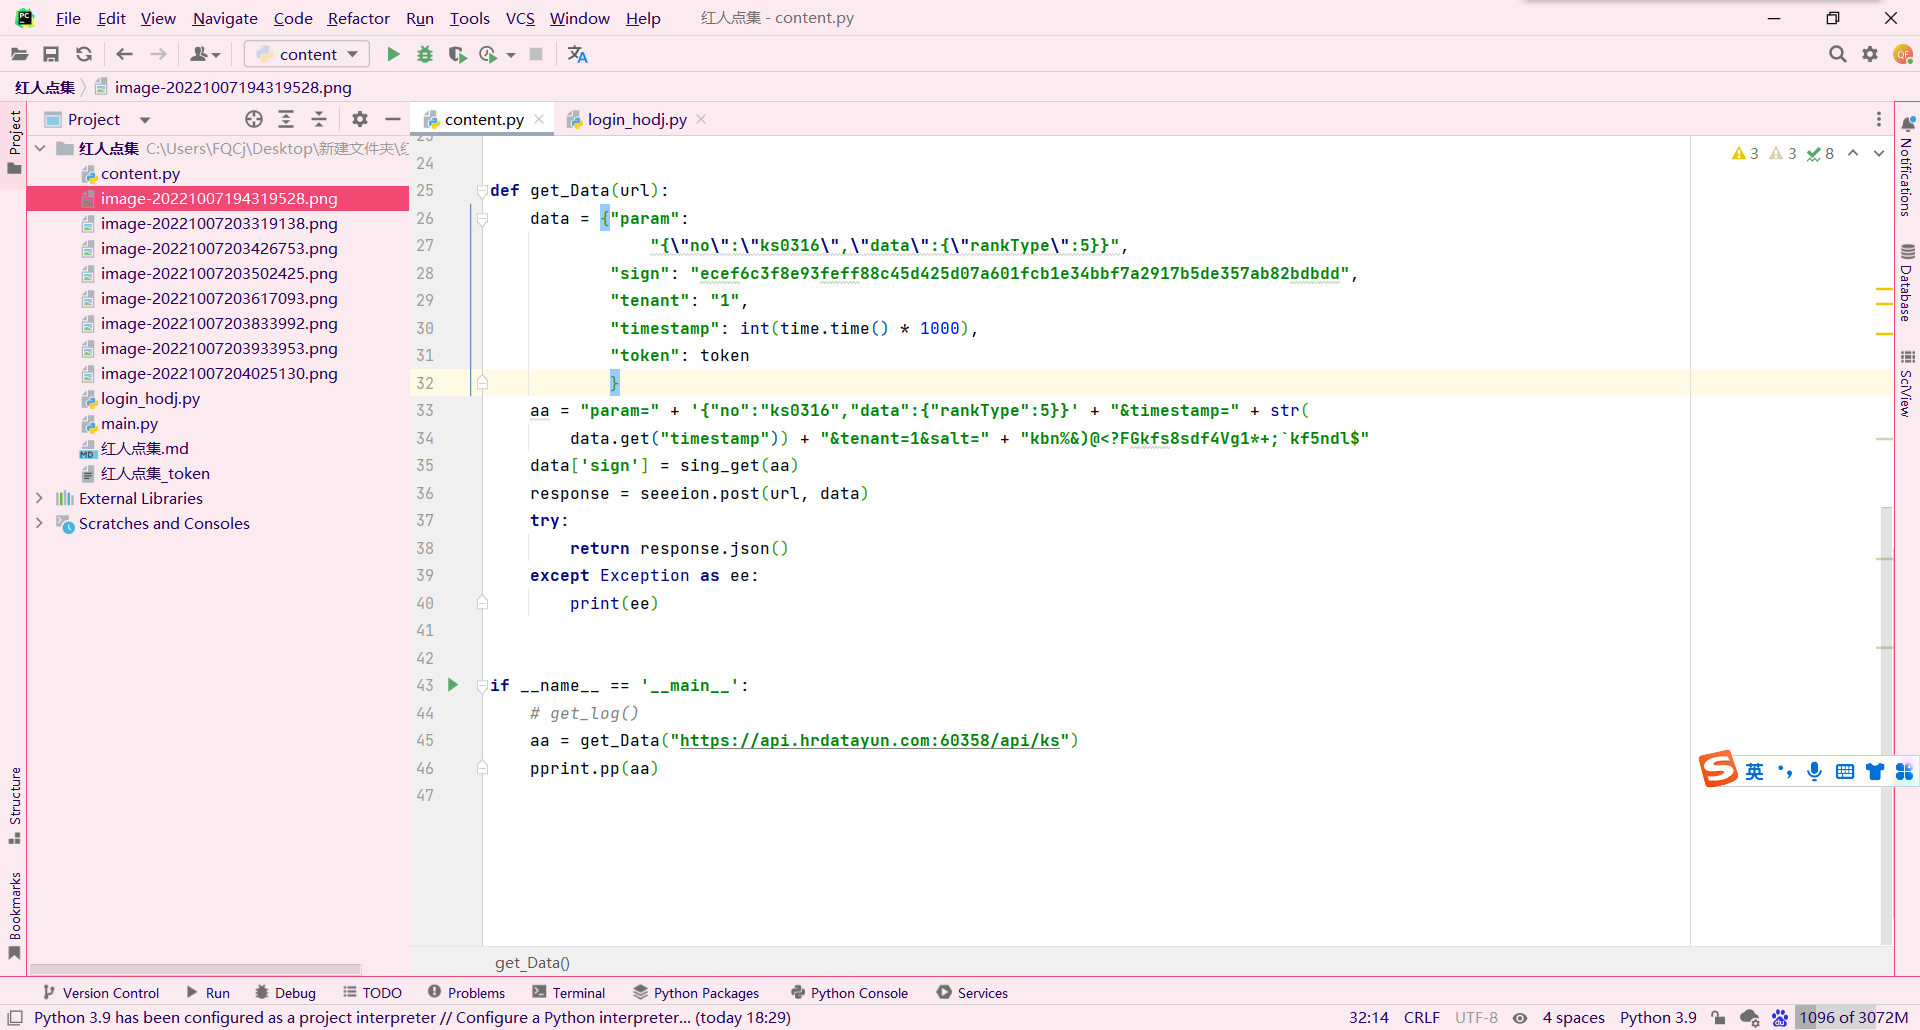 File Edit View Navigate Code Refactor Run Tools VCS Window Help 红人点集 - content.py
content
红人点集 image-20221007194319528.png
Project
content.py login_hodj.py
红人点集 C:\Users\FQCj\Desktop\新建文件夹\
content.py
image-20221007194319528.png
image-20221007203319138.png
image-20221007203426753.png
image-20221007203502425.png
image-20221007203617093.png
image-20221007203833992.png
image-20221007203933953.png
image-20221007204025130.png
login_hodj.py
main.py
红人点集.md
红人点集_token
External Libraries
Scratches and Consoles
Project
Structure
Bookmarks
3 3 8
24
25 def get_Data(url):
26 data = {"param":
27 "{\"no\":\"ks0316\",\"data\":{\"rankType\":5}}",
28 "sign": "ecef6c3f8e93feff88c45d425d07a601fcb1e34bbf7a2917b5de357ab82bdbdd",
29 "tenant": "1",
30 "timestamp": int(time.time() * 1000),
31 "token": token
32 }
33 aa = "param=" + '{"no":"ks0316","data":{"rankType":5}}' + "&timestamp=" + str(
34 data.get("timestamp")) + "&tenant=1&salt=" + "kbn%&)@<?FGkfs8sdf4Vg1*+;`kf5ndl$"
35 data['sign'] = sing_get(aa)
36 response = seeeion.post(url, data)
37 try:
38 return response.json()
39 except Exception as ee:
40 print(ee)
41
42
43 if __name__ == '__main__':
44 # get_log()
45 aa = get_Data("https://api.hrdatayun.com:60358/api/ks")
46 pprint.pp(aa)
47
get_Data()
Notifications
Database
SciView
英
Version Control Run Debug TODO Problems Terminal Python Packages Python Console Services
Python 3.9 has been configured as a project interpreter // Configure a Python interpreter... (today 18:29) 32:14 CRLF UTF-8 4 spaces Python 3.9 1096 of 3072M